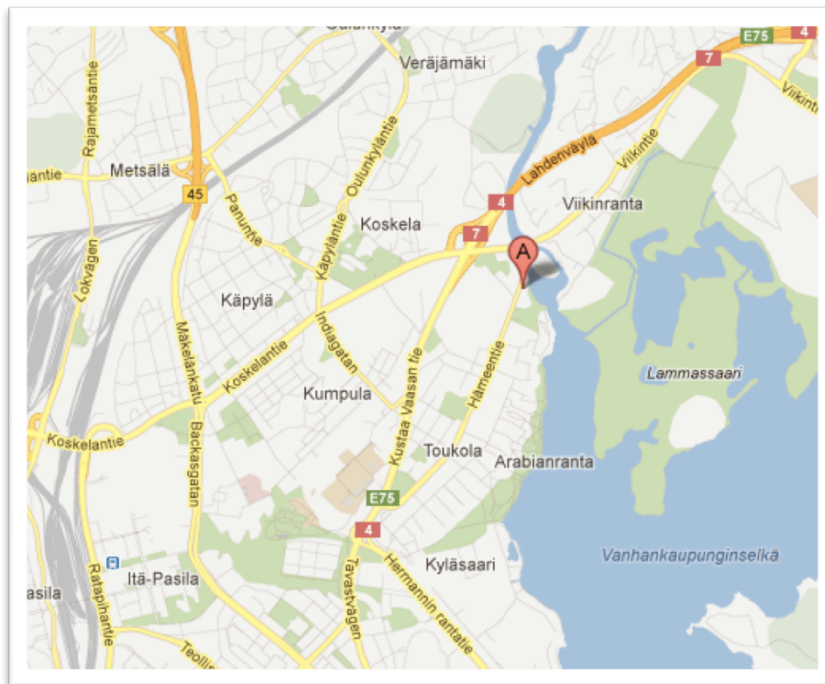 Oulunkylä
E75
4
7
Veräjämäki
Viikintie
Rajametsäntie
Oulunkyläntie
Lahdenväylä
Viikintie
Metsälä
45
Panuntie
4
Viikinranta
Koskela
7
Käpyläntie
A
Lokvägen
Käpylä
Mäkelänkatu
Koskelantie
Indiagatan
Kustaa Vaasan tie
Hämeentie
Lammassaari
Kumpula
Koskelantie
Backasgatan
Toukola
Arabianranta
E75
4
Vanhankaupunginselkä
Kyläsaari
Itä-Pasila
Ratapihantie
Tavastvägen
Hermannin rantatie